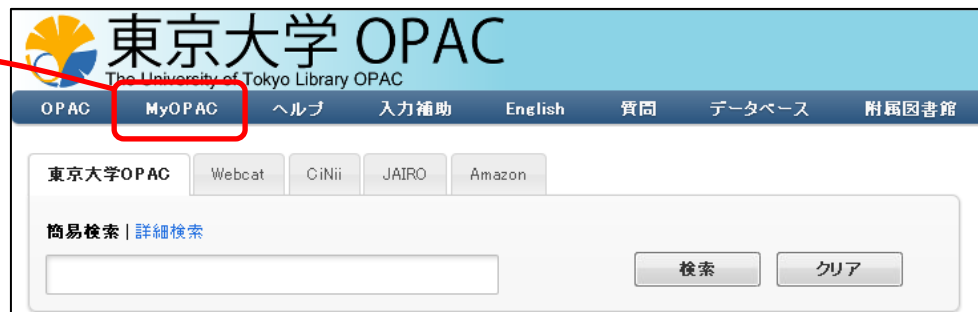 東京大学 OPAC
The University of Tokyo Library OPAC
OPAC MyOPAC ヘルプ 入力補助 English 質問 データベース 附属図書館
東京大学OPAC Webcat CiNii JAIRO Amazon
簡易検索 | 詳細検索
検索 クリア